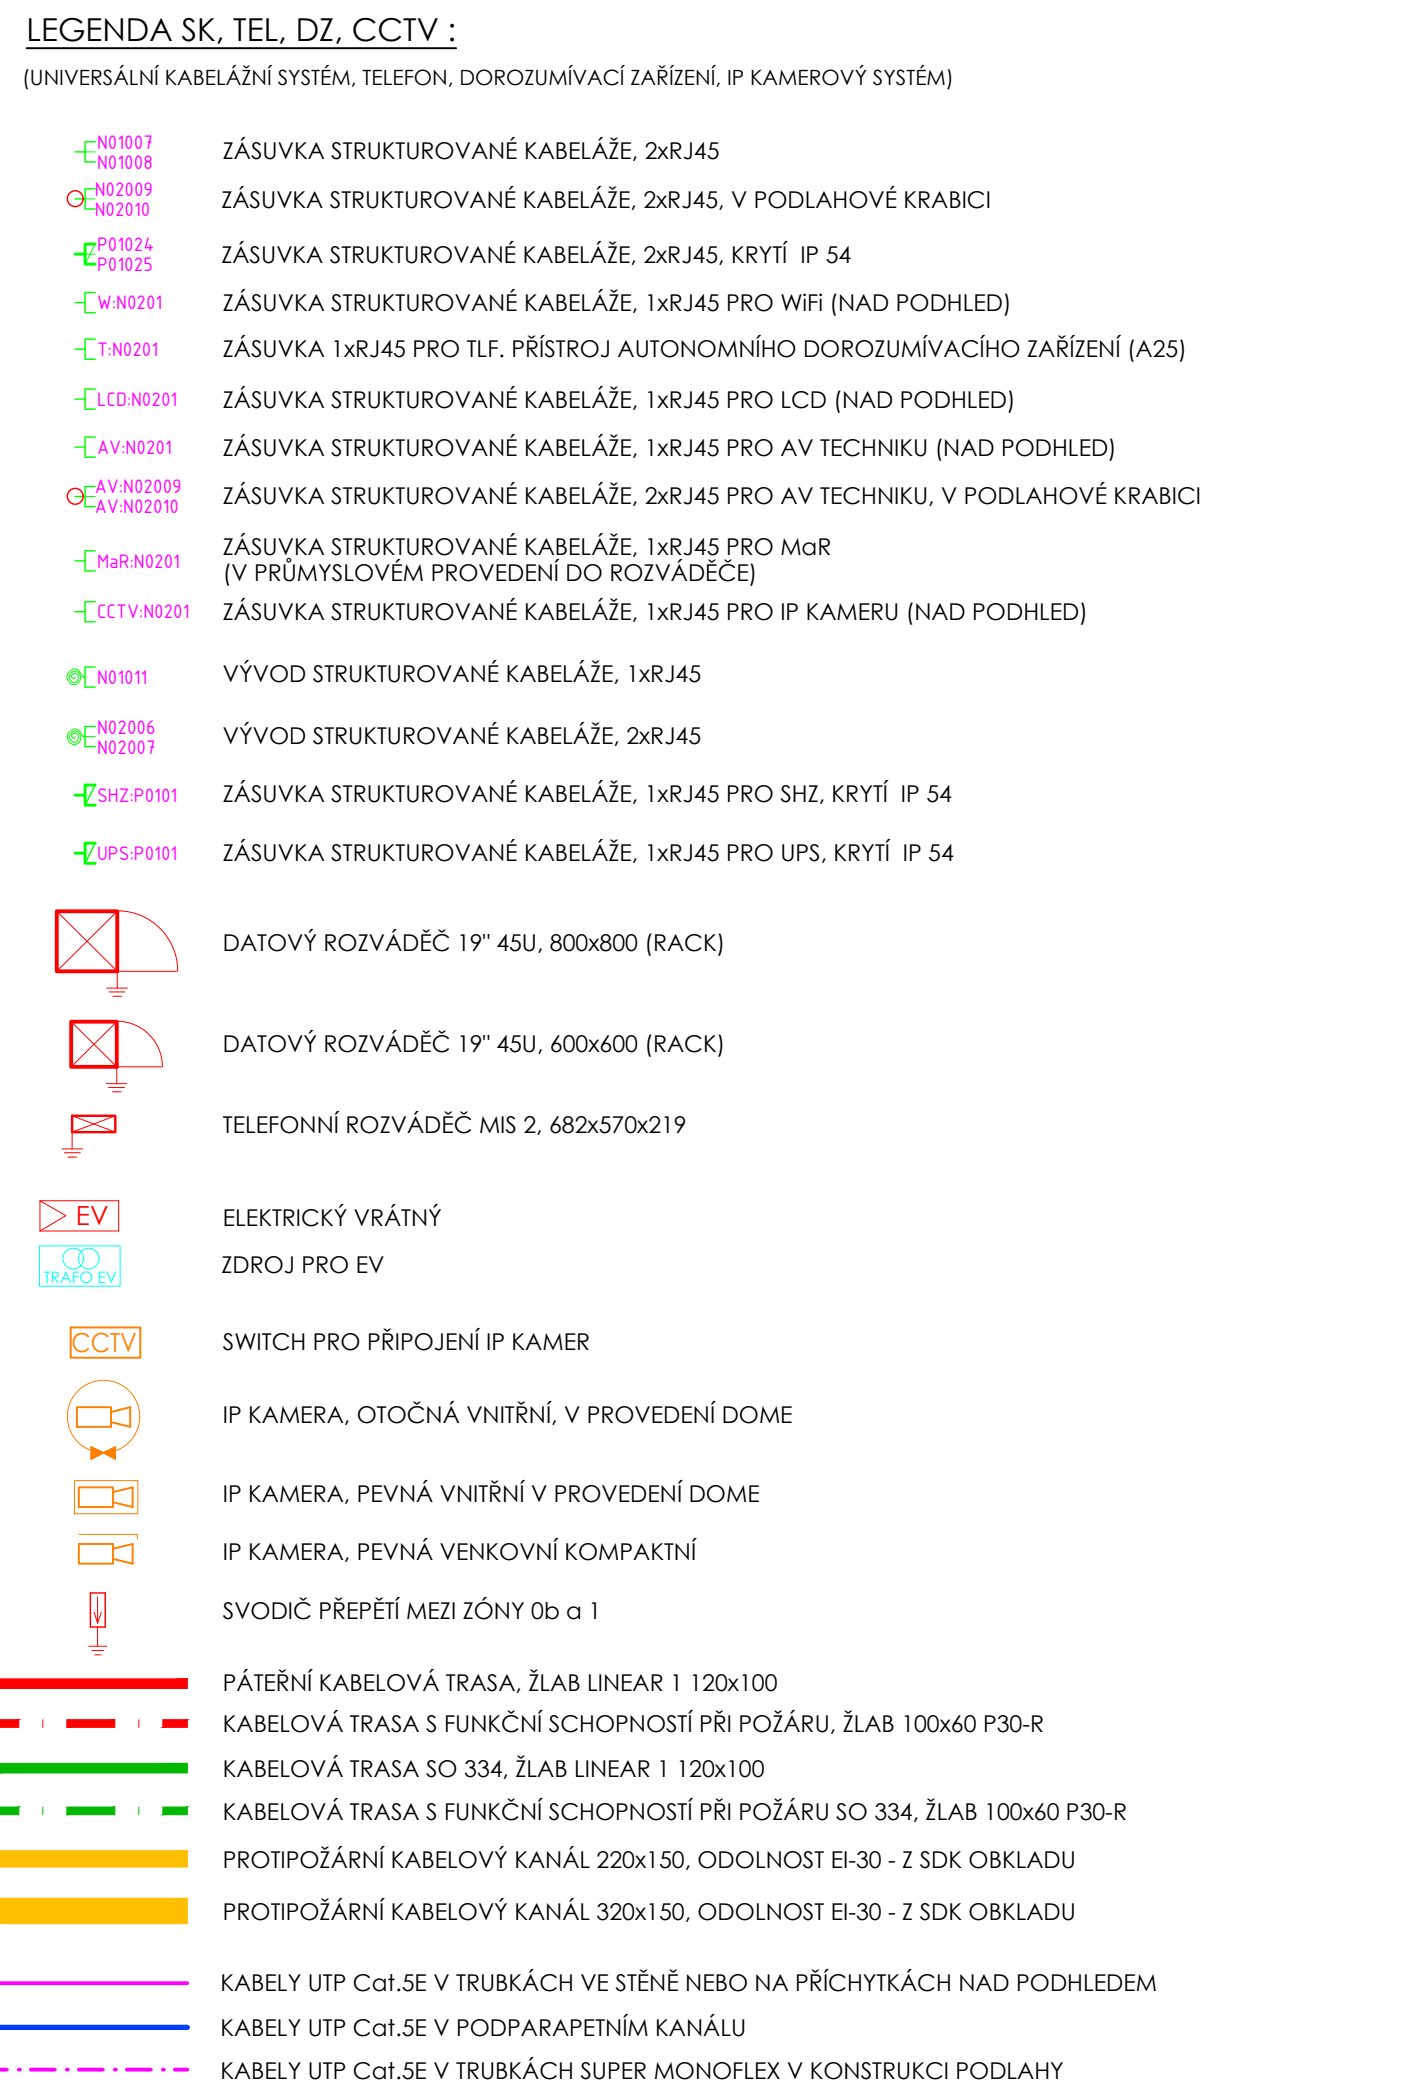 LEGENDA SK, TEL, DZ, CCTV :
(UNIVERSÁLNÍ KABELÁŽNÍ SYSTÉM, TELEFON, DOROZUMÍVACÍ ZAŘÍZENÍ, IP KAMEROVÝ SYSTÉM)
N01007
N01008
ZÁSUVKA STRUKTUROVANÉ KABELÁŽE, 2xRJ45
N02009
N02010
ZÁSUVKA STRUKTUROVANÉ KABELÁŽE, 2xRJ45, V PODLAHOVÉ KRABICI
P01024
P01025
ZÁSUVKA STRUKTUROVANÉ KABELÁŽE, 2xRJ45, KRYTÍ IP 54
W:N0201 ZÁSUVKA STRUKTUROVANÉ KABELÁŽE, 1xRJ45 PRO WiFi (NAD PODHLED)
T:N0201 ZÁSUVKA 1xRJ45 PRO TLF. PŘÍSTROJ AUTONOMNÍHO DOROZUMÍVACÍHO ZAŘÍZENÍ (A25)
LCD:N0201 ZÁSUVKA STRUKTUROVANÉ KABELÁŽE, 1xRJ45 PRO LCD (NAD PODHLED)
AV:N0201 ZÁSUVKA STRUKTUROVANÉ KABELÁŽE, 1xRJ45 PRO AV TECHNIKU (NAD PODHLED)
AV:N02009
AV:N02010
ZÁSUVKA STRUKTUROVANÉ KABELÁŽE, 2xRJ45 PRO AV TECHNIKU, V PODLAHOVÉ KRABICI
MaR:N0201
ZÁSUVKA STRUKTUROVANÉ KABELÁŽE, 1xRJ45 PRO MaR
(V PRŮMYSLOVÉM PROVEDENÍ DO ROZVÁDĚČE)
CCTV:N0201 ZÁSUVKA STRUKTUROVANÉ KABELÁŽE, 1xRJ45 PRO IP KAMERU (NAD PODHLED)
N01011 VÝVOD STRUKTUROVANÉ KABELÁŽE, 1xRJ45
N02006
N02007
VÝVOD STRUKTUROVANÉ KABELÁŽE, 2xRJ45
SHZ:P0101 ZÁSUVKA STRUKTUROVANÉ KABELÁŽE, 1xRJ45 PRO SHZ, KRYTÍ IP 54
UPS:P0101 ZÁSUVKA STRUKTUROVANÉ KABELÁŽE, 1xRJ45 PRO UPS, KRYTÍ IP 54
DATOVÝ ROZVÁDĚČ 19" 45U, 800x800 (RACK)
DATOVÝ ROZVÁDĚČ 19" 45U, 600x600 (RACK)
TELEFONNÍ ROZVÁDĚČ MIS 2, 682x570x219
EV ELEKTRICKÝ VRÁTNÝ
TRAFO EV ZDROJ PRO EV
CCTV SWITCH PRO PŘIPOJENÍ IP KAMER
IP KAMERA, OTOČNÁ VNITŘNÍ, V PROVEDENÍ DOME
IP KAMERA, PEVNÁ VNITŘNÍ V PROVEDENÍ DOME
IP KAMERA, PEVNÁ VENKOVNÍ KOMPAKTNÍ
SVODIČ PŘEPĚTÍ MEZI ZÓNY 0b a 1
PÁTEŘNÍ KABELOVÁ TRASA, ŽLAB LINEAR 1 120x100
KABELOVÁ TRASA S FUNKČNÍ SCHOPNOSTÍ PŘI POŽÁRU, ŽLAB 100x60 P30-R
KABELOVÁ TRASA SO 334, ŽLAB LINEAR 1 120x100
KABELOVÁ TRASA S FUNKČNÍ SCHOPNOSTÍ PŘI POŽÁRU SO 334, ŽLAB 100x60 P30-R
PROTIPOŽÁRNÍ KABELOVÝ KANÁL 220x150, ODOLNOST EI-30 - Z SDK OBKLADU
PROTIPOŽÁRNÍ KABELOVÝ KANÁL 320x150, ODOLNOST EI-30 - Z SDK OBKLADU
KABELY UTP Cat.5E V TRUBKÁCH VE STĚNĚ NEBO NA PŘÍCHYTKÁCH NAD PODHLEDEM
KABELY UTP Cat.5E V PODPARAPETNÍM KANÁLU
KABELY UTP Cat.5E V TRUBKÁCH SUPER MONOFLEX V KONSTRUKCI PODLAHY